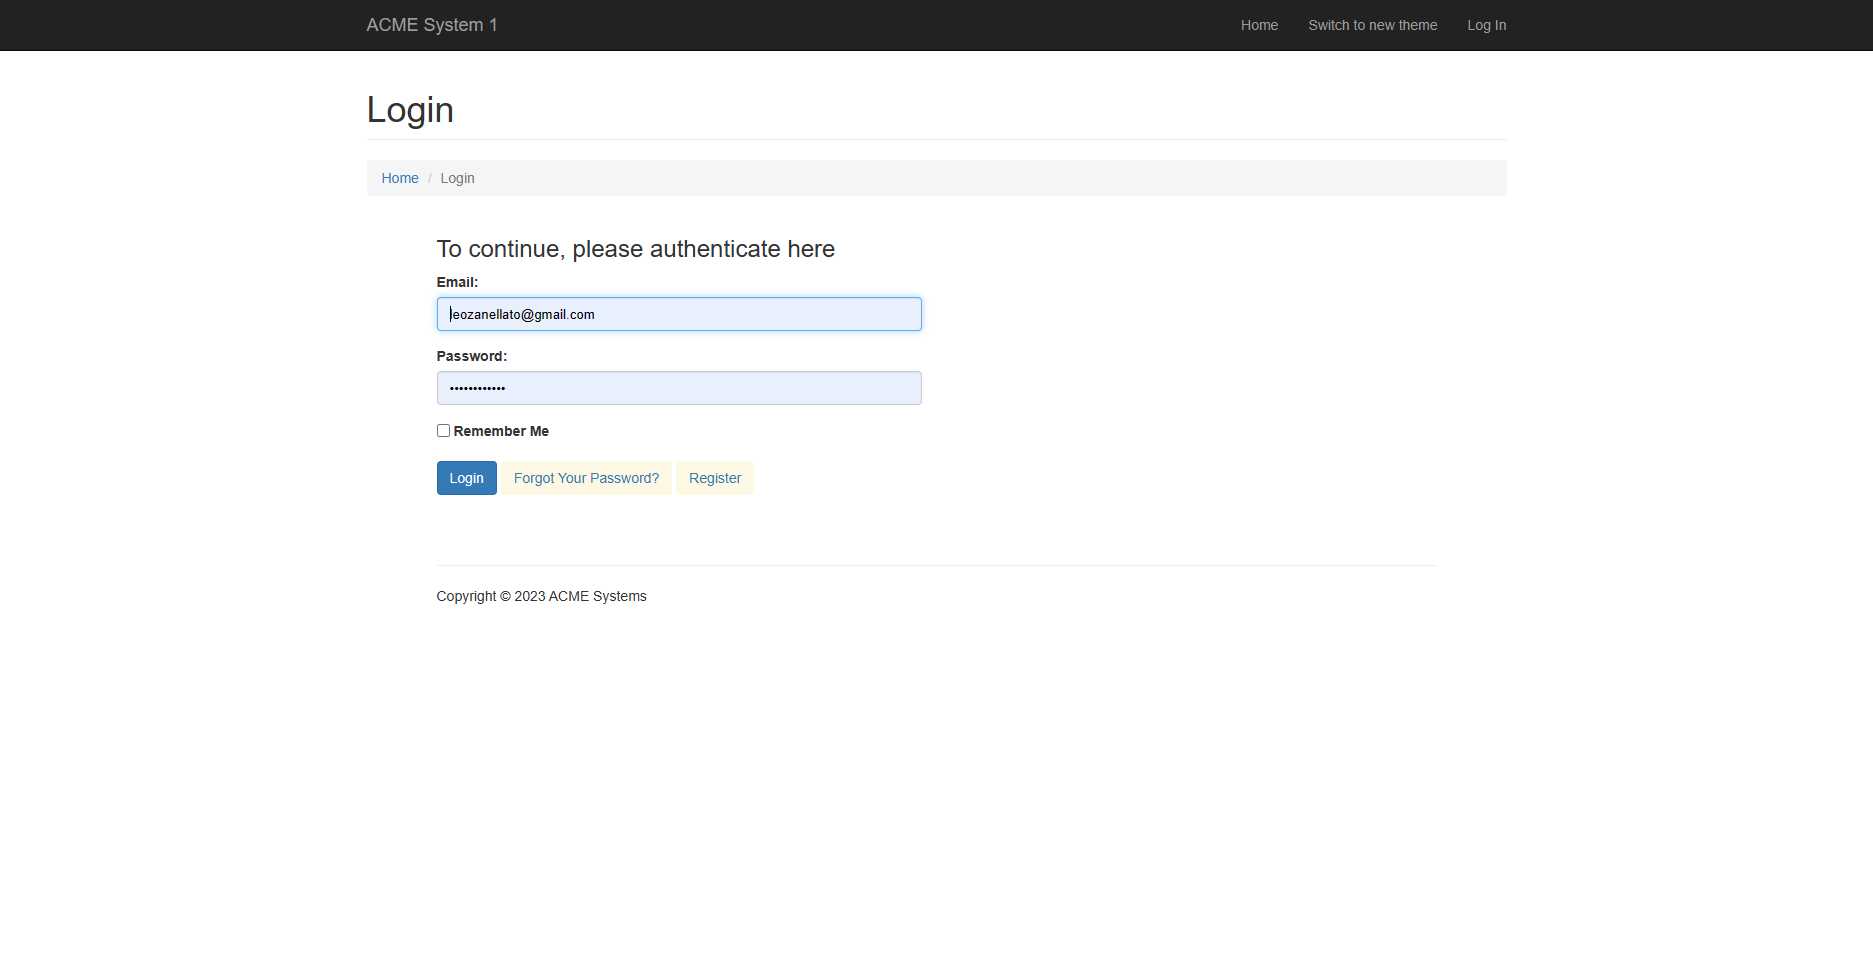 ACME System 1 Home Switch to new theme Log In
Login
Home / Login
To continue, please authenticate here
Email:
leozanellato@gmail.com
Password:
••••••••••••
Remember Me
Login Forgot Your Password? Register
Copyright © 2023 ACME Systems